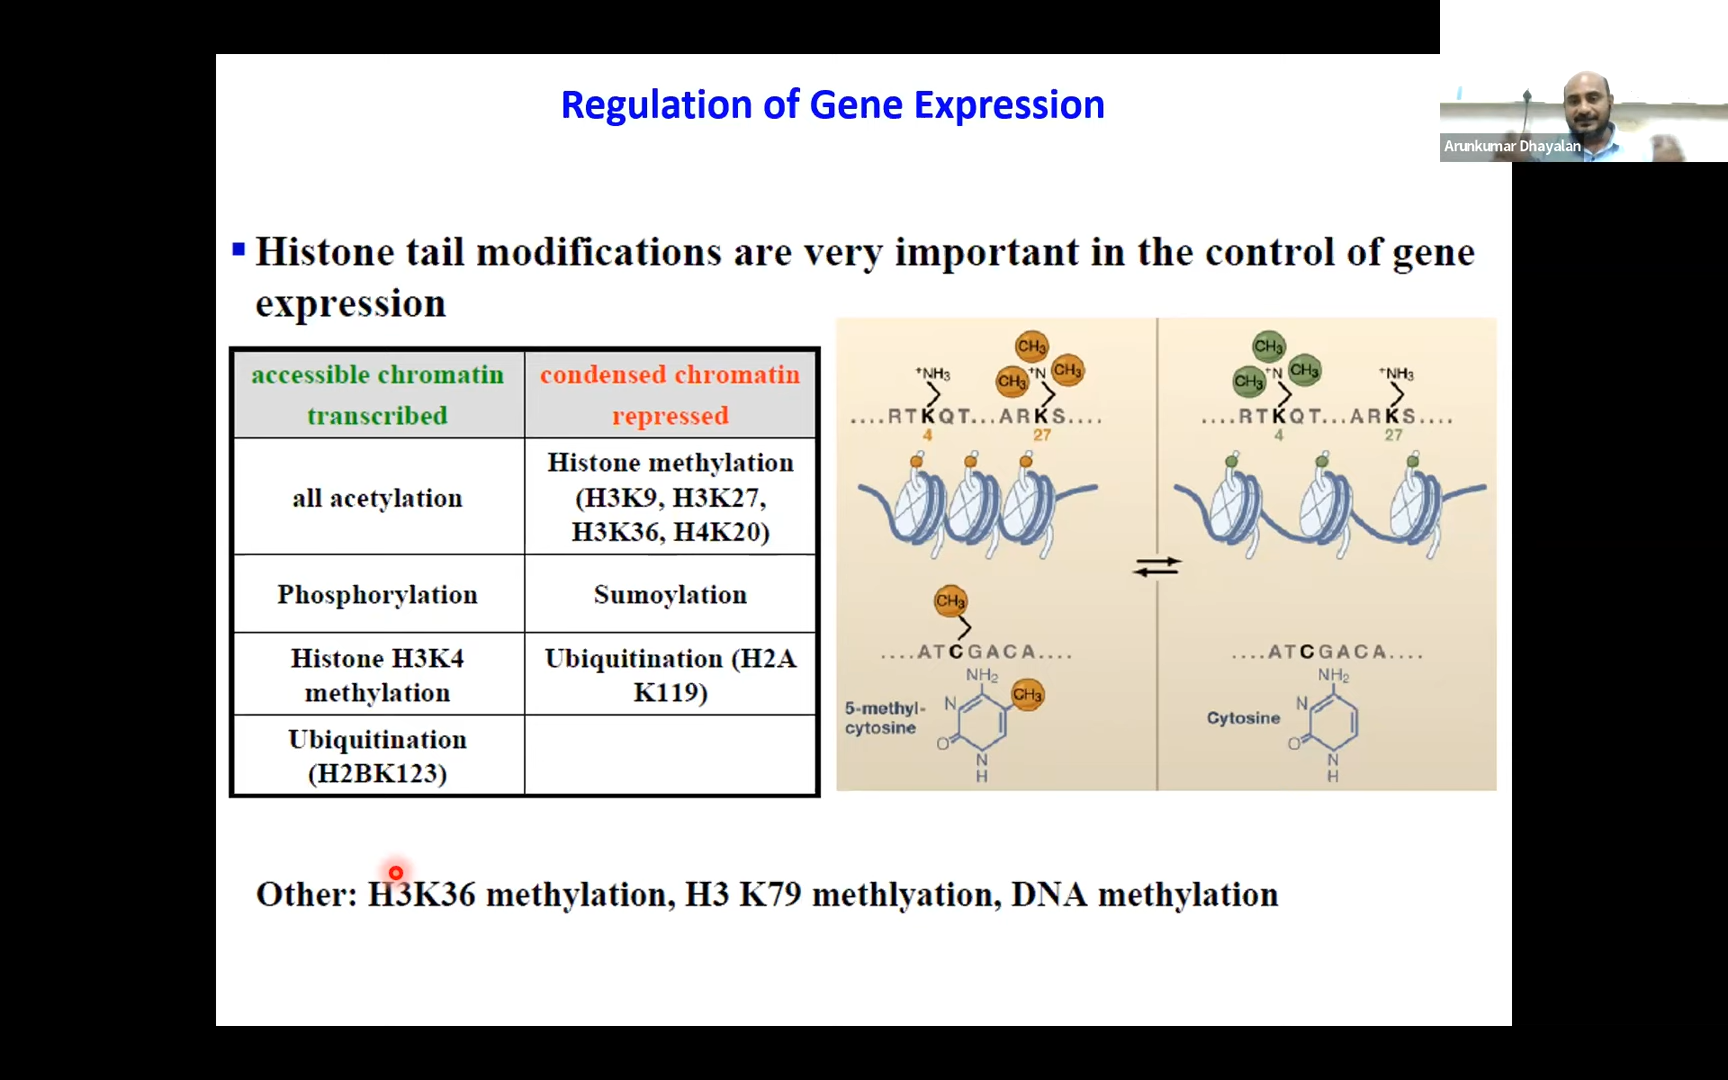 Regulation of Gene Expression
Arunkumar Dhayalan
Histone tail modifications are very important in the control of gene
expression
accessible chromatin
transcribed
condensed chromatin
repressed
all acetylation
Histone methylation
(H3K9, H3K27,
H3K36, H4K20)
Phosphorylation
Sumoylation
Histone H3K4
methylation
Ubiquitination (H2A
K119)
Ubiquitination
(H2BK123)
CH₃
CH₃
CH₃
⁺NH₃
⁺N
....RTKQT...ARKS....
4
27
CH₃
CH₃
CH₃
⁺N
⁺NH₃
....RTKQT...ARKS....
4
27
CH₃
....ATCGACA....
NH₂
N
CH₃
5-methyl-
cytosine
O
N
H
....ATCGACA....
NH₂
N
Cytosine
O
N
H
Other: H3K36 methylation, H3 K79 methlyation, DNA methylation